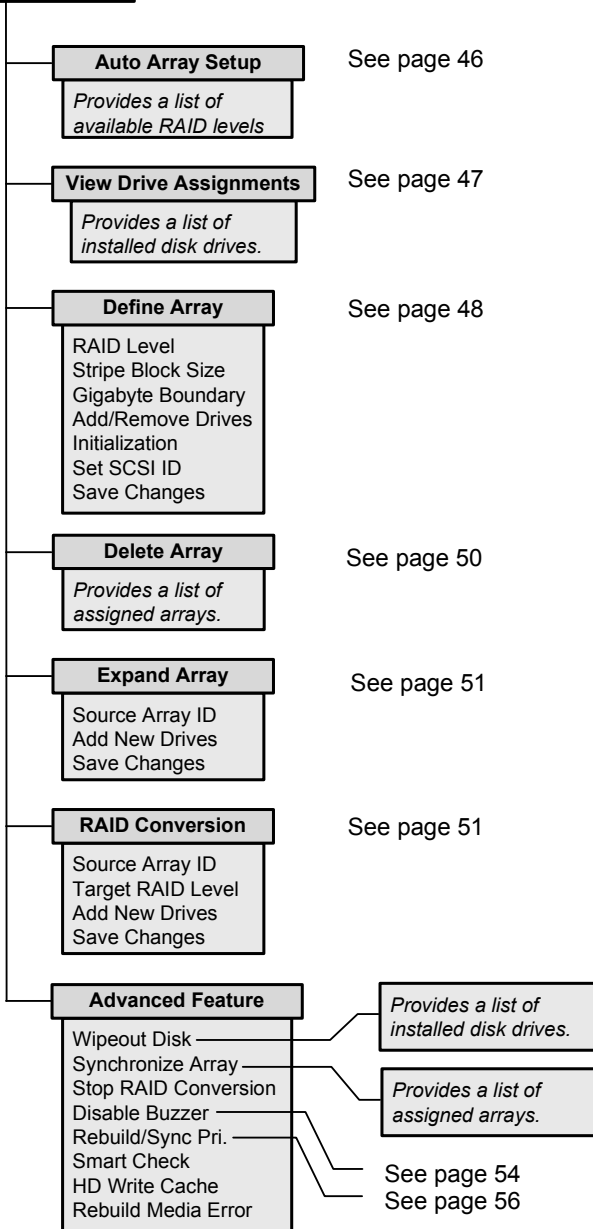 Auto Array Setup
See page 46
Provides a list of
available RAID levels
View Drive Assignments
See page 47
Provides a list of
installed disk drives.
Define Array
See page 48
RAID Level
Stripe Block Size
Gigabyte Boundary
Add/Remove Drives
Initialization
Set SCSI ID
Save Changes
Delete Array
See page 50
Provides a list of
assigned arrays.
Expand Array
See page 51
Source Array ID
Add New Drives
Save Changes
RAID Conversion
See page 51
Source Array ID
Target RAID Level
Add New Drives
Save Changes
Advanced Feature
Wipeout Disk
Synchronize Array
Stop RAID Conversion
Disable Buzzer
Rebuild/Sync Pri.
Smart Check
HD Write Cache
Rebuild Media Error
Provides a list of
installed disk drives.
Provides a list of
assigned arrays.
See page 54
See page 56